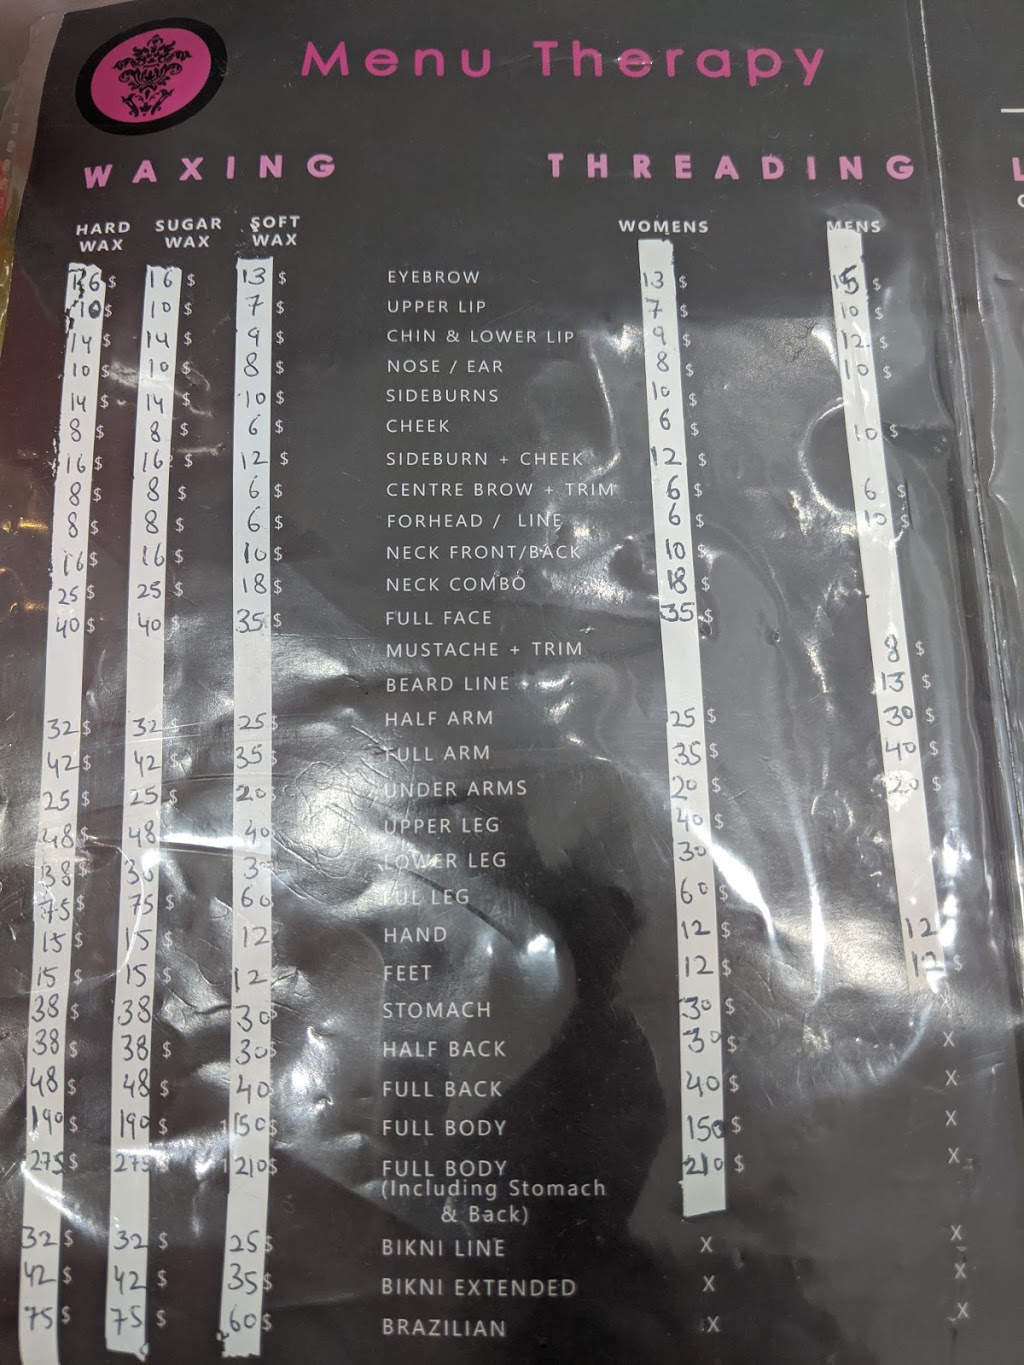 Menu Therapy
WAXING THREADING
HARD WAX SUGAR WAX SOFT WAX WOMENS MENS
16 $ 16 $ 13 $ EYEBROW 13 $ 15 $
10 $ 10 $ 7 $ UPPER LIP 7 $ 10 $
14 $ 14 $ 9 $ CHIN & LOWER LIP 9 $ 12 $
10 $ 10 $ 8 $ NOSE / EAR 8 $ 10 $
14 $ 14 $ 10 $ SIDEBURNS 10 $
8 $ 8 $ 6 $ CHEEK 6 $ 10 $
16 $ 16 $ 12 $ SIDEBURN + CHEEK 12 $
8 $ 8 $ 6 $ CENTRE BROW + TRIM 6 $ 6 $
8 $ 8 $ 6 $ FORHEAD / LINE 6 $ 10 $
16 $ 16 $ 10 $ NECK FRONT/BACK 10 $
25 $ 25 $ 18 $ NECK COMBO 18 $
40 $ 40 $ 35 $ FULL FACE 35 $
MUSTACHE + TRIM 8 $
BEARD LINE 13 $
32 $ 32 $ 25 $ HALF ARM 25 $ 30 $
42 $ 42 $ 35 $ FULL ARM 35 $ 40 $
25 $ 25 $ 20 $ UNDER ARMS 20 $ 20 $
48 $ 48 40 UPPER LEG 40 $
38 $ LOWER LEG 30
75 $ 75 $ 60 FUL LEG 60 $
15 $ 15 $ 12 HAND 12 $ 12
15 $ 15 $ 12 FEET 12 $ 12 $
38 38 30 $ STOMACH 30 $
38 38 $ 30 $ HALF BACK 30 $ X
48 $ 48 $ 40 FULL BACK 40 $ X
190 $ 190 $ 150 $ FULL BODY 150 $ X
275 $ 275 210 $ FULL BODY 210 $ X
(Including Stomach
& Back)
32 $ 32 $ 25 $ BIKNI LINE X X
42 $ 42 $ 35 $ BIKNI EXTENDED X X
75 $ 75 $ 60 $ BRAZILIAN X X